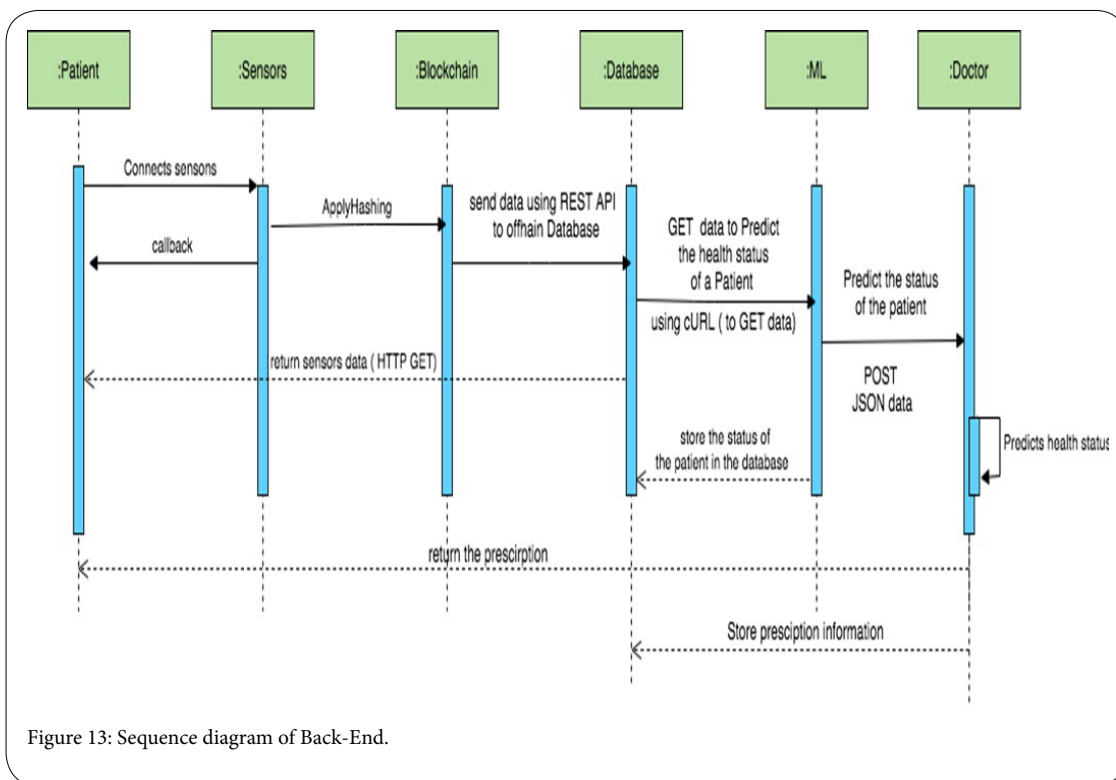 :Patient
:Sensors
:Blockchain
:Database
:ML
:Doctor
Connects sensons
ApplyHashing
send data using REST API
to offhain Database
callback
GET data to Predict
the health status
of a Patient
using cURL ( to GET data)
Predict the status
of the patient
POST
JSON data
return sensors data ( HTTP GET)
store the status of
the patient in the database
Predicts health status
return the prescirption
Store presciption information
Figure 13: Sequence diagram of Back-End.